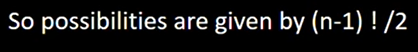 So possibilities are given by (n-1) ! /2